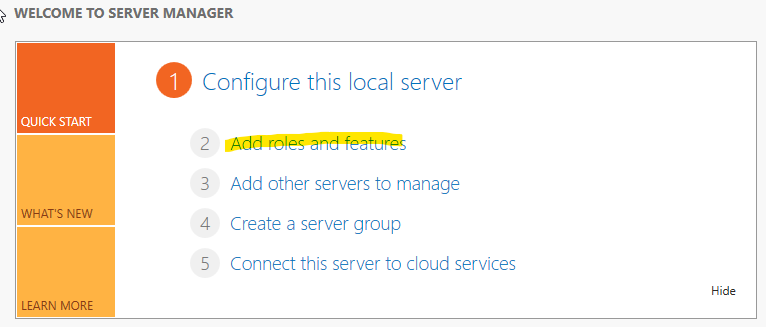 WELCOME TO SERVER MANAGER
1 Configure this local server
QUICK START
2 Add roles and features
3 Add other servers to manage
WHAT'S NEW
4 Create a server group
5 Connect this server to cloud services
Hide
LEARN MORE